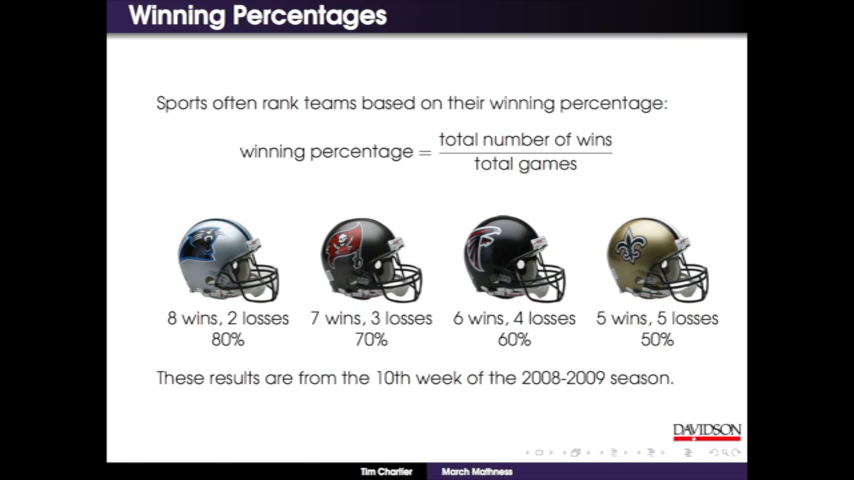 Winning Percentages
Sports often rank teams based on their winning percentage:
winning percentage = total number of wins
total games
8 wins, 2 losses 7 wins, 3 losses 6 wins, 4 losses 5 wins, 5 losses
80% 70% 60% 50%
These results are from the 10th week of the 2008-2009 season.
DAVIDSON
Tim Chartier March Mathness